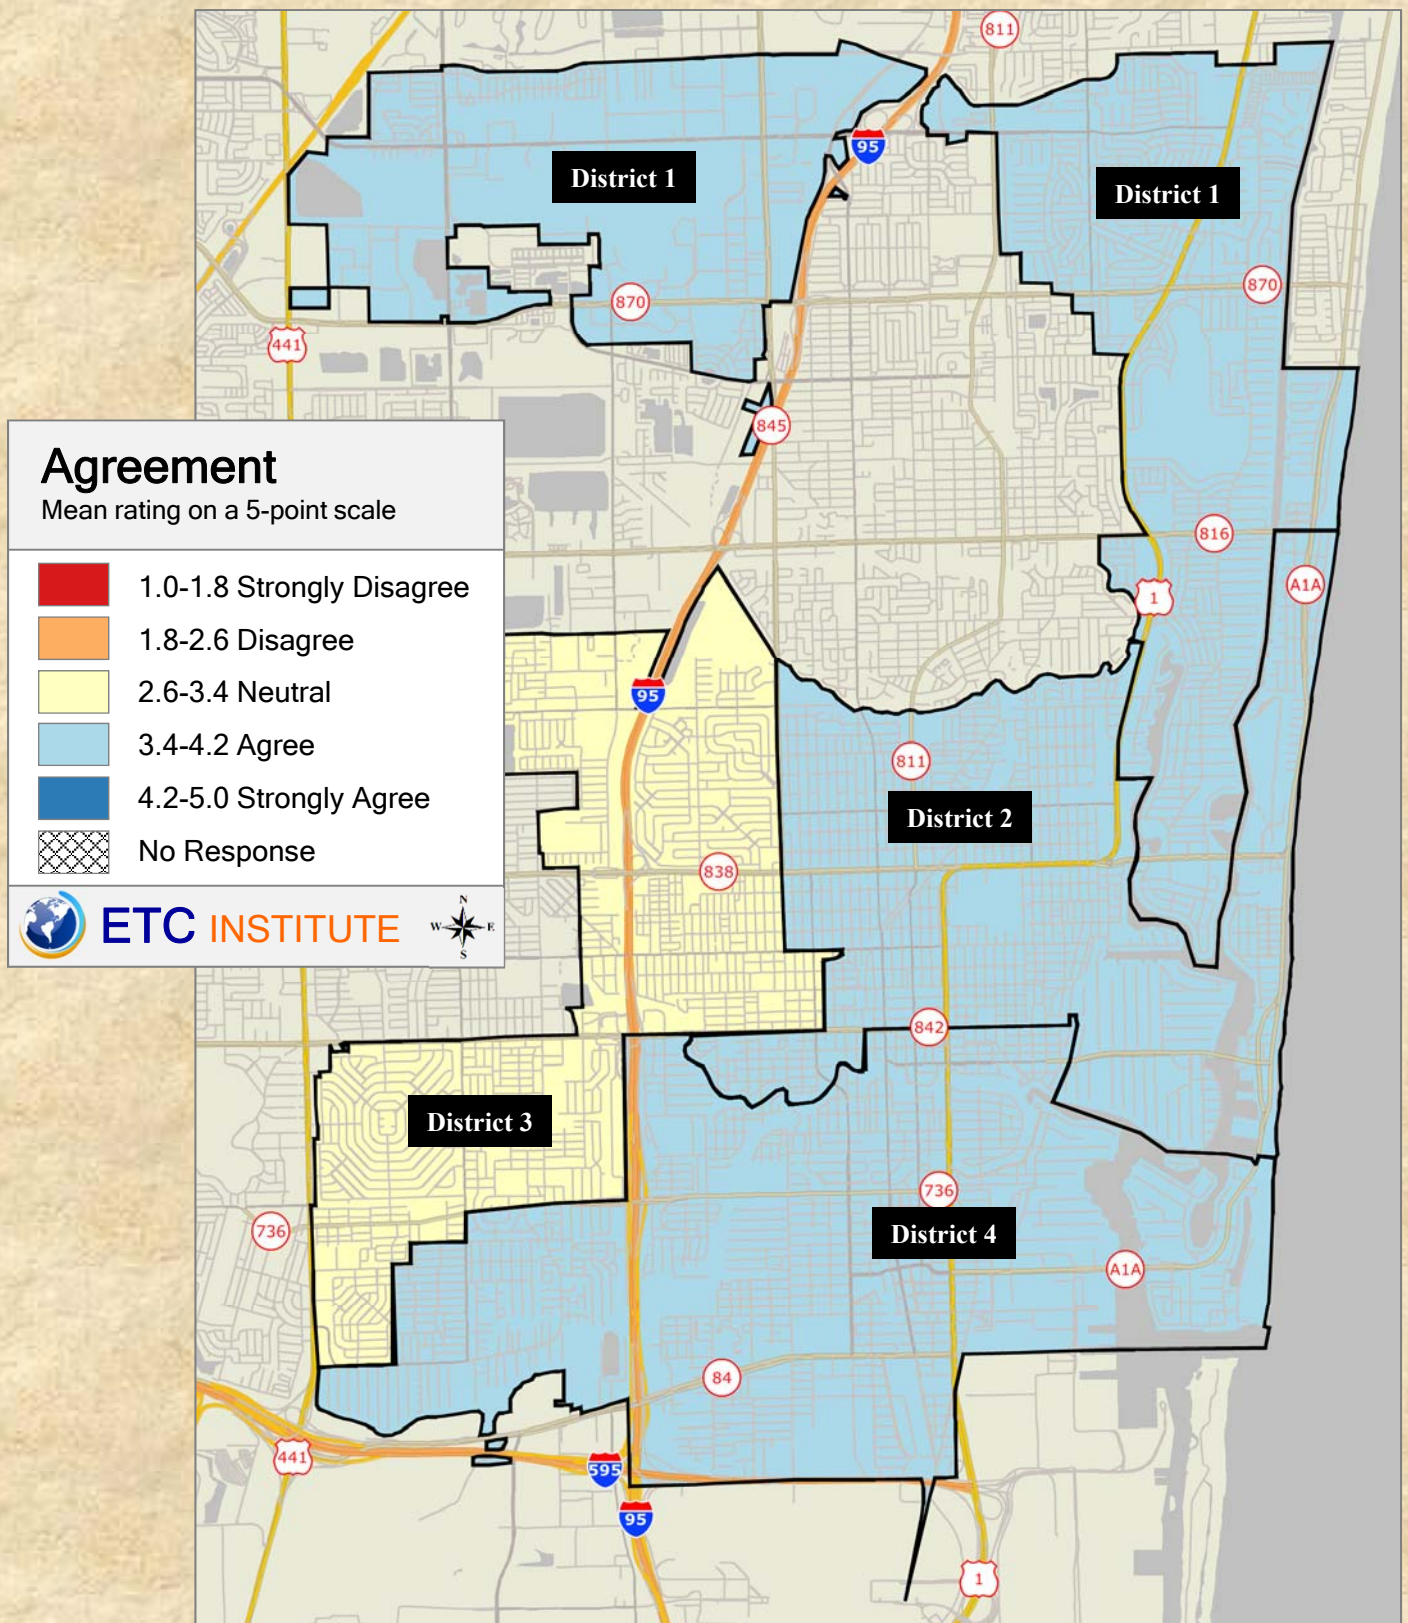 811
95
District 1
District 1
870
870
441
845
Agreement
Mean rating on a 5-point scale
1.0-1.8 Strongly Disagree
1.8-2.6 Disagree
2.6-3.4 Neutral
3.4-4.2 Agree
4.2-5.0 Strongly Agree
No Response
ETC INSTITUTE
N
W E
S
816
A1A
1
95
811
District 2
838
842
District 3
736
736
District 4
A1A
84
441
595
95
1